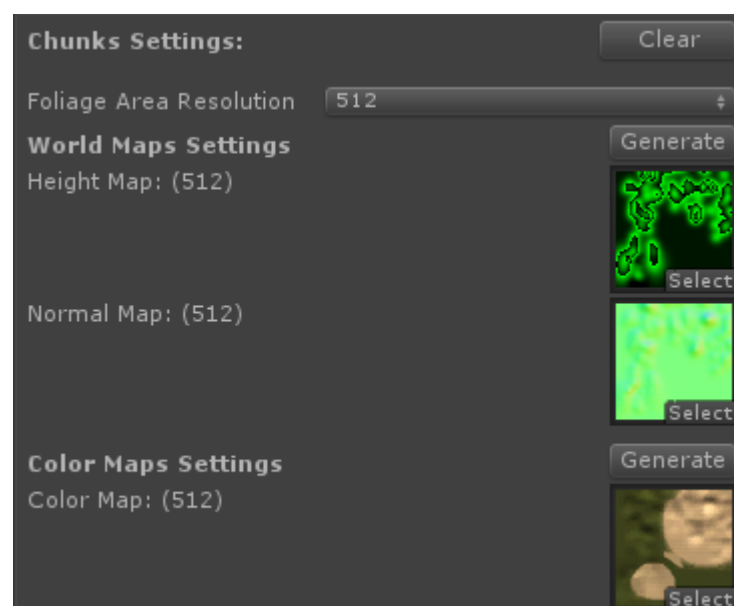 Chunks Settings: Clear
Foliage Area Resolution 512
World Maps Settings Generate
Height Map: (512)
Select
Normal Map: (512)
Select
Color Maps Settings Generate
Color Map: (512)
Select